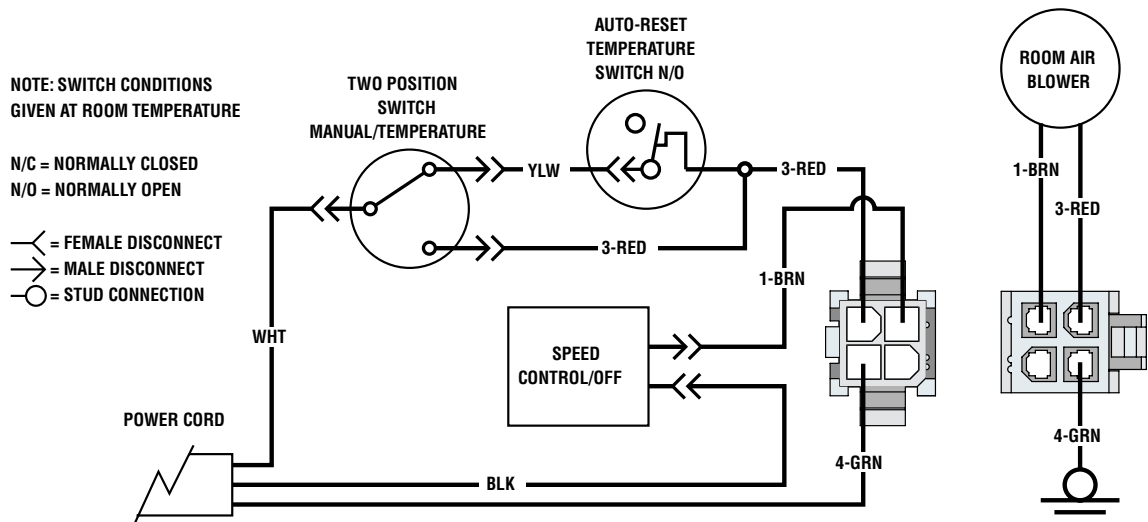 NOTE: SWITCH CONDITIONS
GIVEN AT ROOM TEMPERATURE
N/C = NORMALLY CLOSED
N/O = NORMALLY OPEN
= FEMALE DISCONNECT
= MALE DISCONNECT
= STUD CONNECTION
TWO POSITION
SWITCH
MANUAL/TEMPERATURE
AUTO-RESET
TEMPERATURE
SWITCH N/O
YLW
3-RED
3-RED
1-BRN
WHT
SPEED
CONTROL/OFF
POWER CORD
BLK
4-GRN
ROOM AIR
BLOWER
1-BRN
3-RED
4-GRN